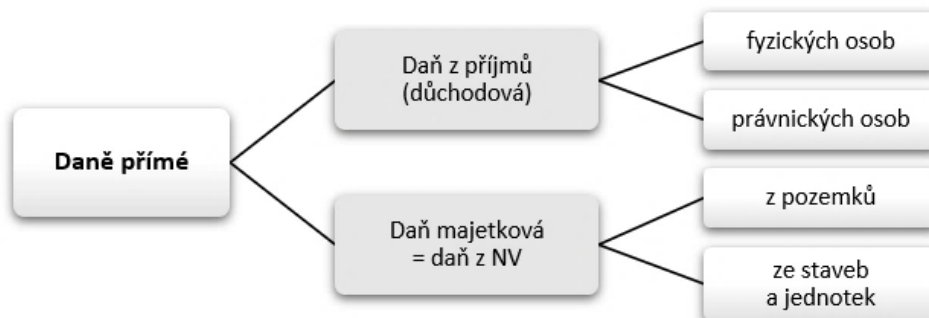 Daně přímé
Daň z příjmů
(důchodová)
fyzických osob
právnických osob
Daň majetková
= daň z NV
z pozemků
ze staveb
a jednotek